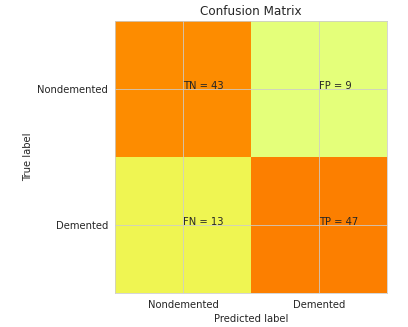 Confusion Matrix
Nondemented
TN = 43
FP = 9
True label
Demented
FN = 13
TP = 47
Nondemented
Demented
Predicted label